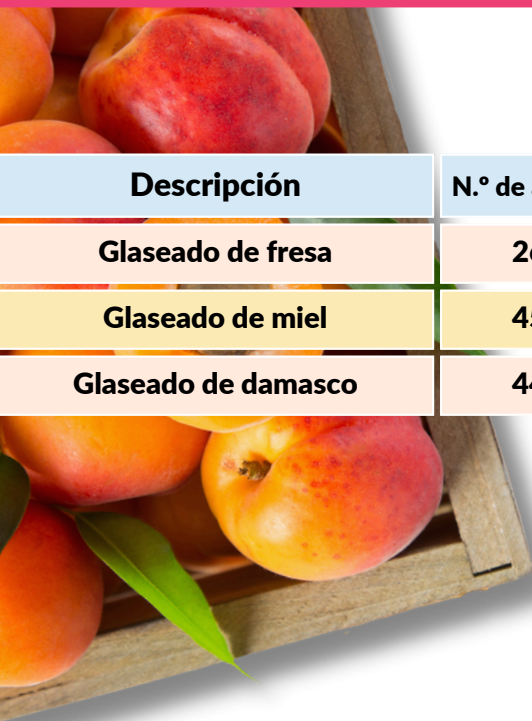 Descripción
N.º de
Glaseado de fresa
Glaseado de miel
Glaseado de damasco